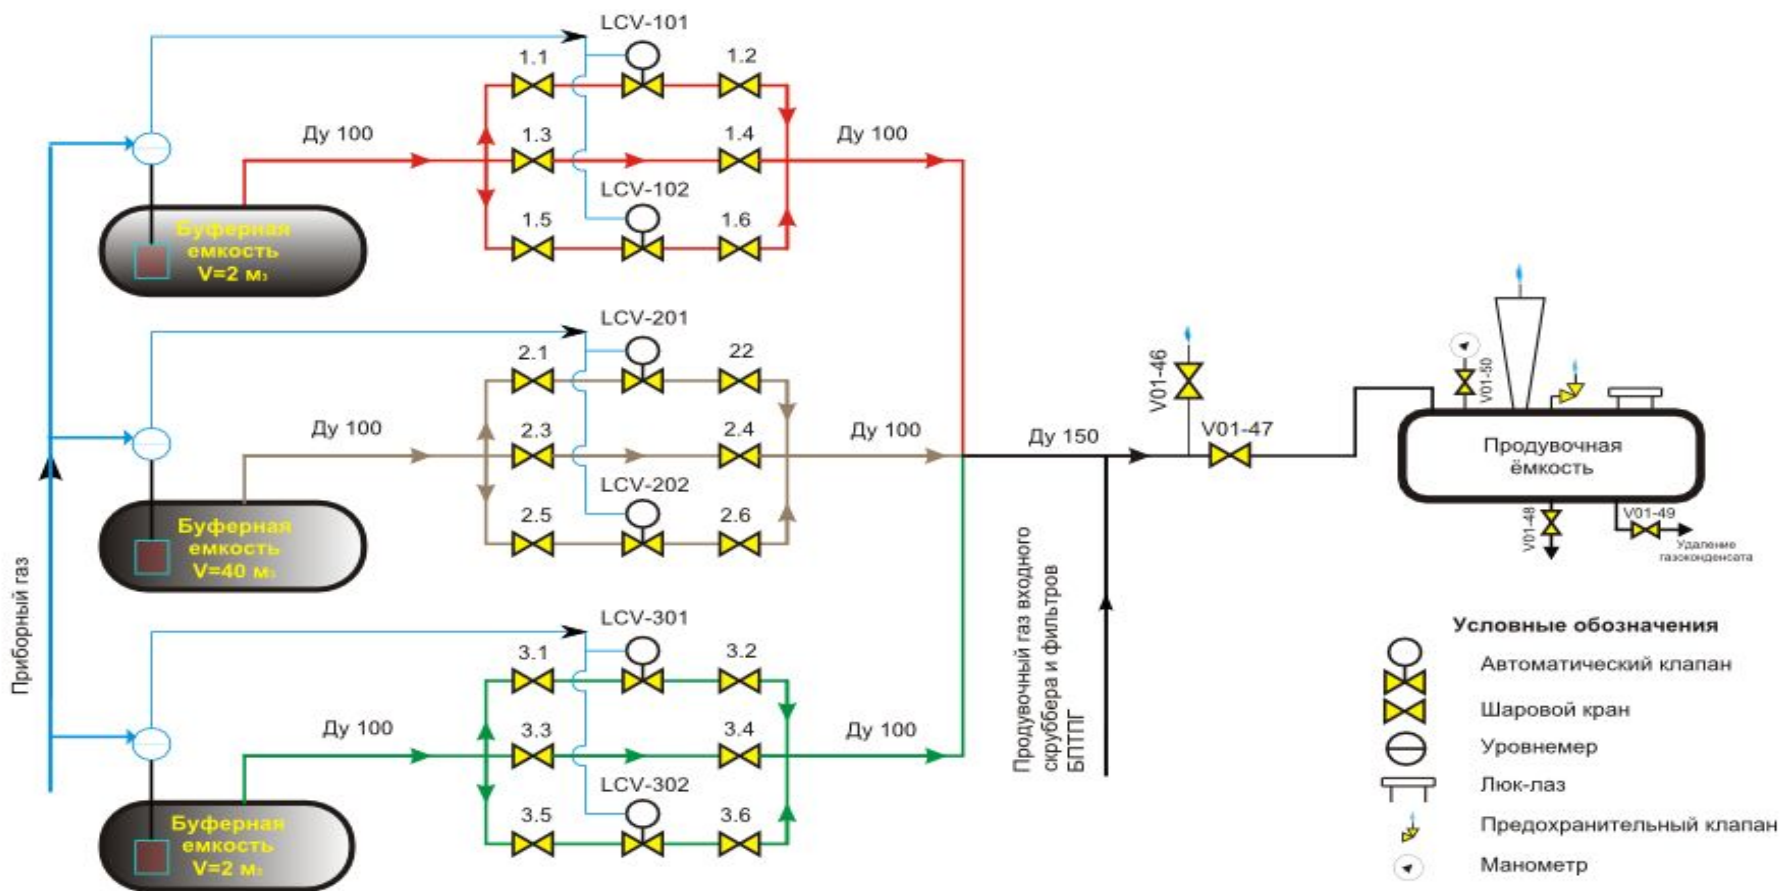 LCV-101
1.1
1.2
Ду 100
1.3
1.4
Ду 100
LCV-102
1.5
1.6
Буферная
емкость
V=2 м₃
LCV-201
2.1
22
Ду 100
2.3
2.4
Ду 100
LCV-202
2.5
2.6
Буферная
емкость
V=40 м₃
LCV-301
3.1
3.2
Ду 100
3.3
3.4
Ду 100
LCV-302
3.5
3.6
Буферная
емкость
V=2 м₃
Приборный газ
Ду 150
Продувочный газ входного
скруббера и фильтров
БПТПГ
V01-46
V01-47
V01-50
Продувочная
ёмкость
V01-48
V01-49
Удаление
газоконденсата
Условные обозначения
Автоматический клапан
Шаровой кран
Уровнемер
Люк-лаз
Предохранительный клапан
Манометр